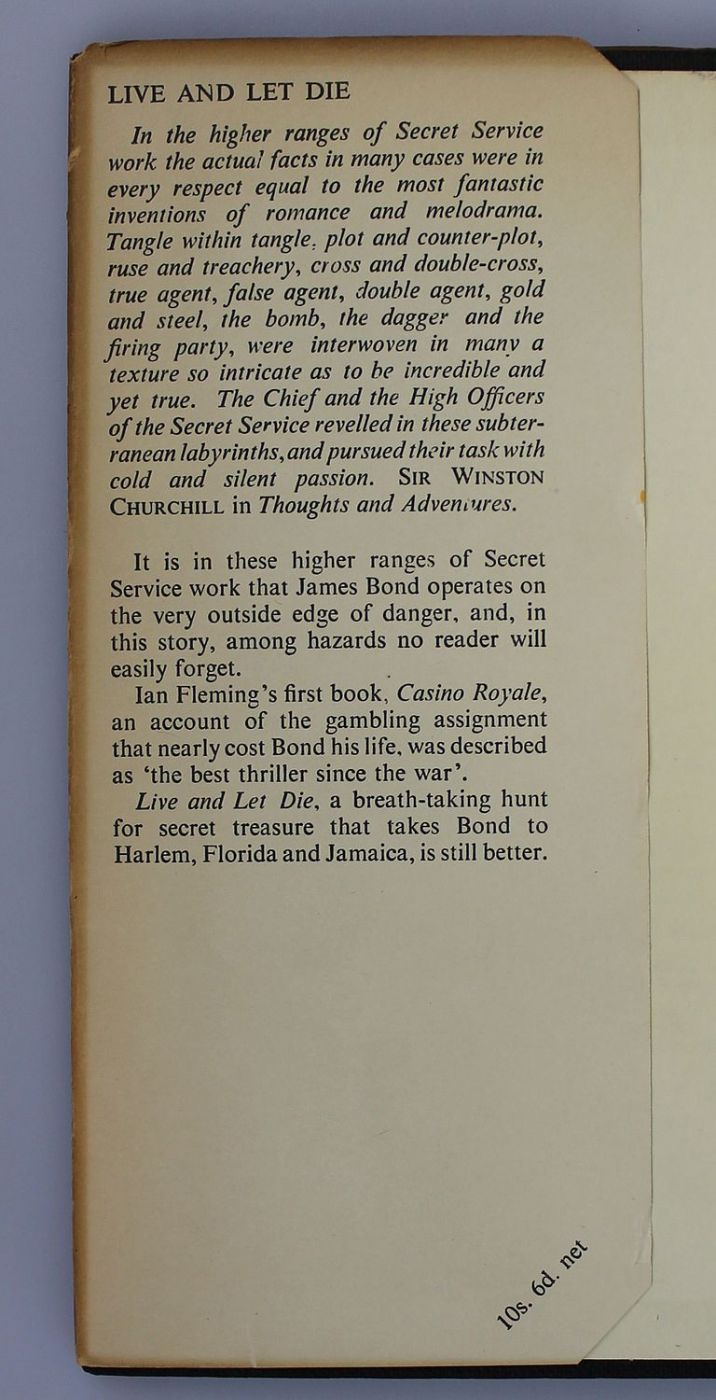 LIVE AND LET DIE
In the higher ranges of Secret Service
work the actual facts in many cases were in
every respect equal to the most fantastic
inventions of romance and melodrama.
Tangle within tangle, plot and counter-plot,
ruse and treachery, cross and double-cross,
true agent, false agent, double agent, gold
and steel, the bomb, the dagger and the
firing party, were interwoven in many a
texture so intricate as to be incredible and
yet true. The Chief and the High Officers
of the Secret Service revelled in these subter-
ranean labyrinths, and pursued their task with
cold and silent passion. SIR WINSTON
CHURCHILL in Thoughts and Adventures.
It is in these higher ranges of Secret
Service work that James Bond operates on
the very outside edge of danger, and, in
this story, among hazards no reader will
easily forget.
Ian Fleming's first book, Casino Royale,
an account of the gambling assignment
that nearly cost Bond his life, was described
as ‘the best thriller since the war’.
Live and Let Die, a breath-taking hunt
for secret treasure that takes Bond to
Harlem, Florida and Jamaica, is still better.
10s. 6d. net